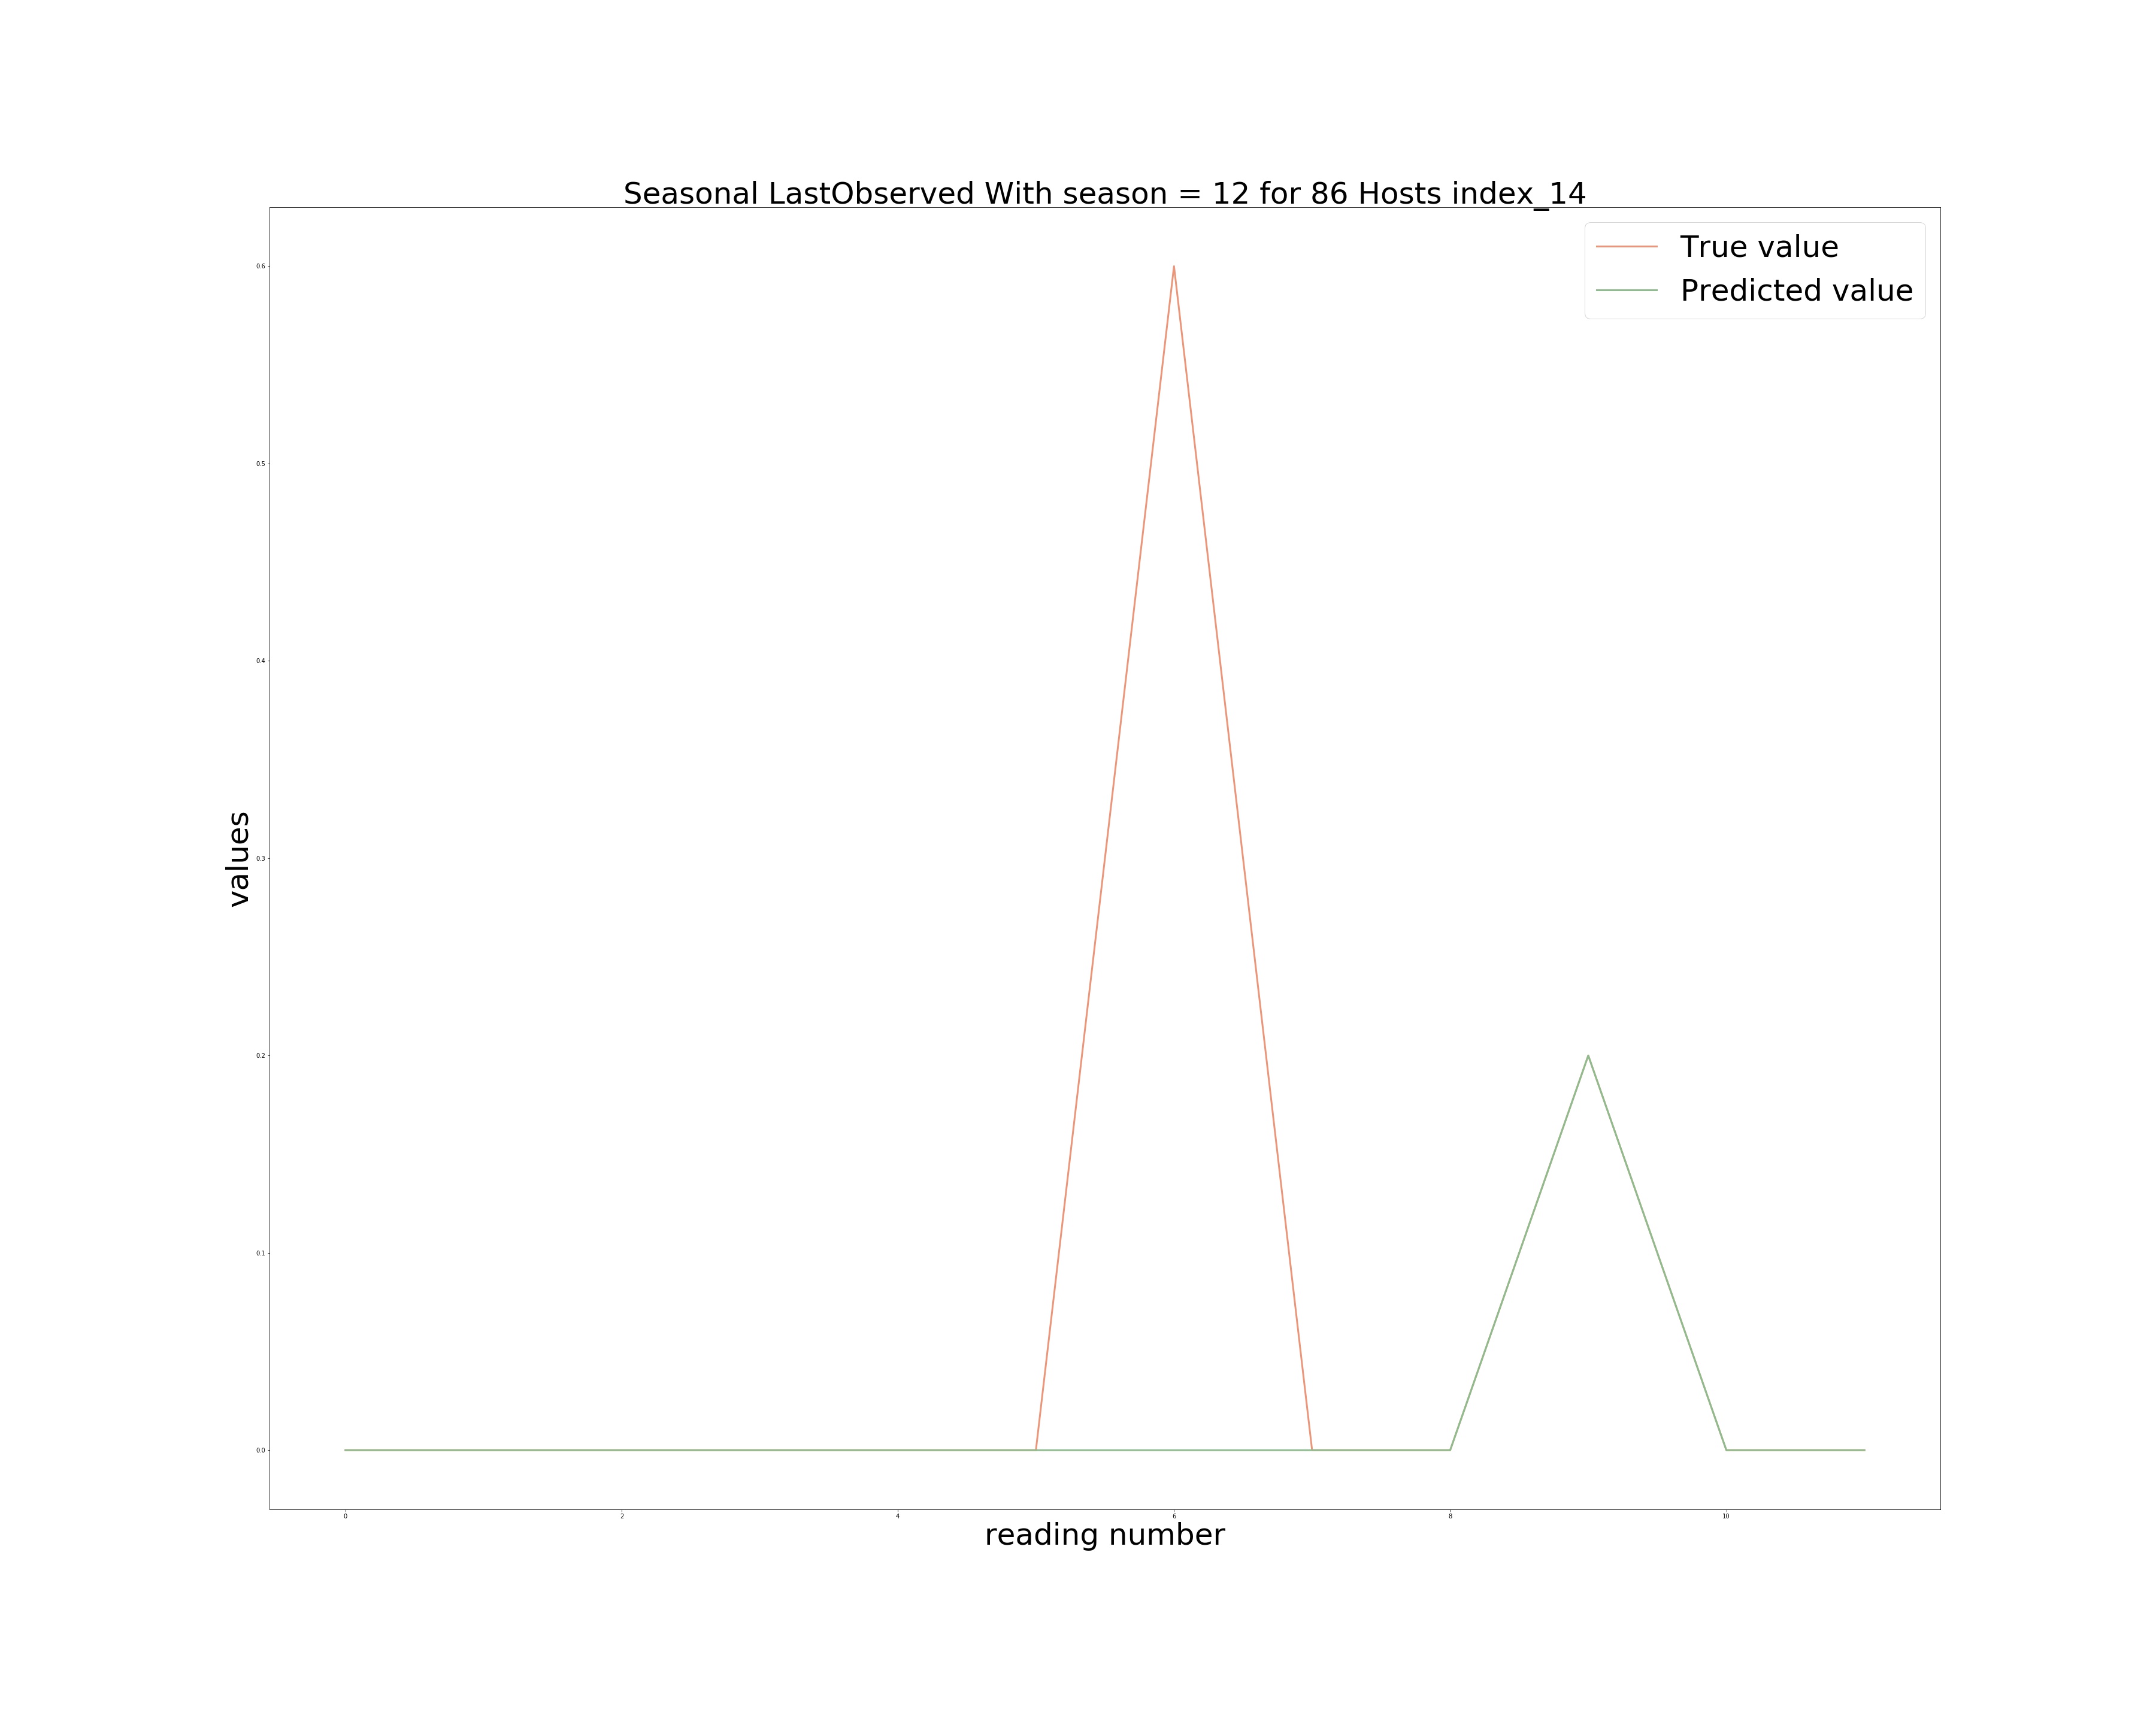 Seasonal LastObserved With season = 12 for 86 Hosts index_14
True value
Predicted value
0.6
0.5
0.4
0.3
0.2
0.1
0.0
values
0 2 4 6 8 10
reading number